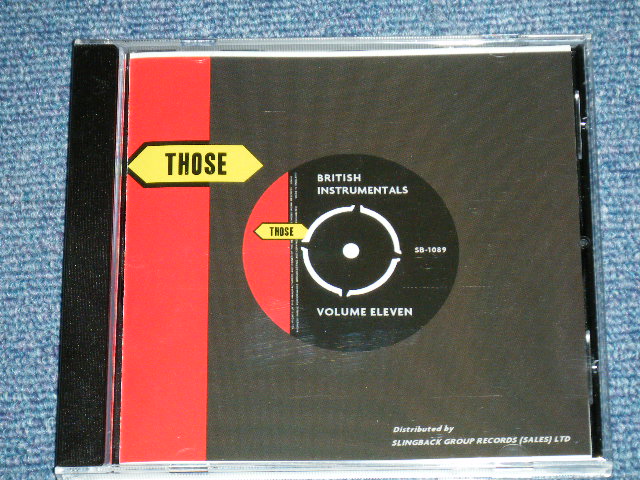 THOSE
BRITISH
INSTRUMENTALS
THOSE
SB-1089
VOLUME ELEVEN
Distributed by
SLINGBACK GROUP RECORDS (SALES) LTD